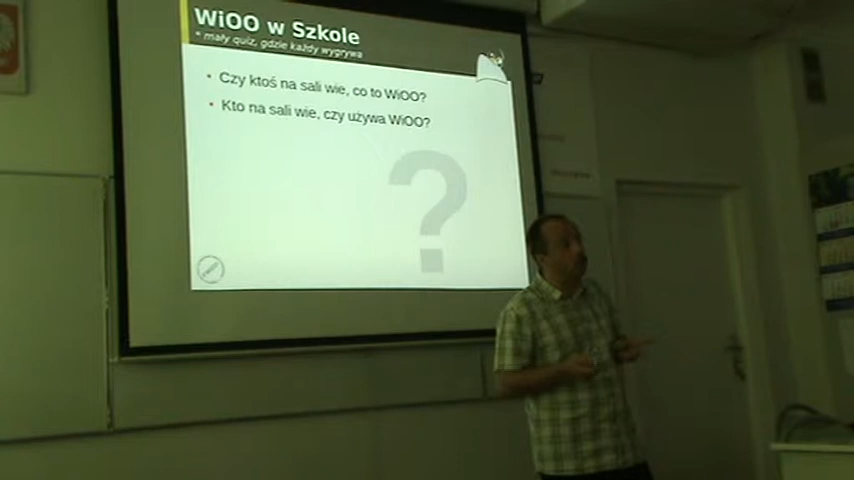 WiOO w Szkole
* mały quiz, gdzie każdy wygrywa
• Czy ktoś na sali wie, co to WiOO?
• Kto na sali wie, czy używa WiOO?
?